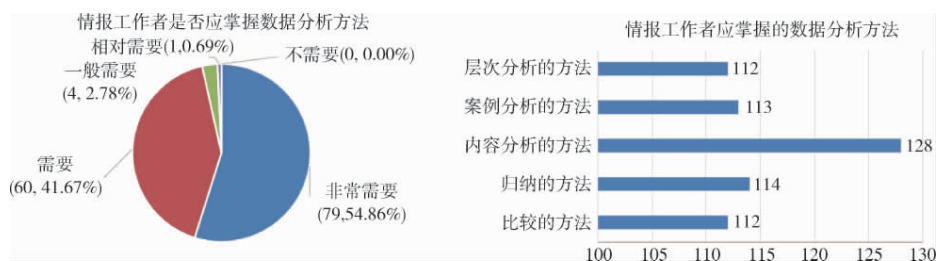 情报工作者是否应掌握数据分析方法
相对需要(1,0.69%)
不需要(0, 0.00%)
一般需要
(4, 2.78%)
需要
(60, 41.67%)
非常需要
(79,54.86%)
情报工作者应掌握的数据分析方法
层次分析的方法 112
案例分析的方法 113
内容分析的方法 128
归纳的方法 114
比较的方法 112
100 105 110 115 120 125 130